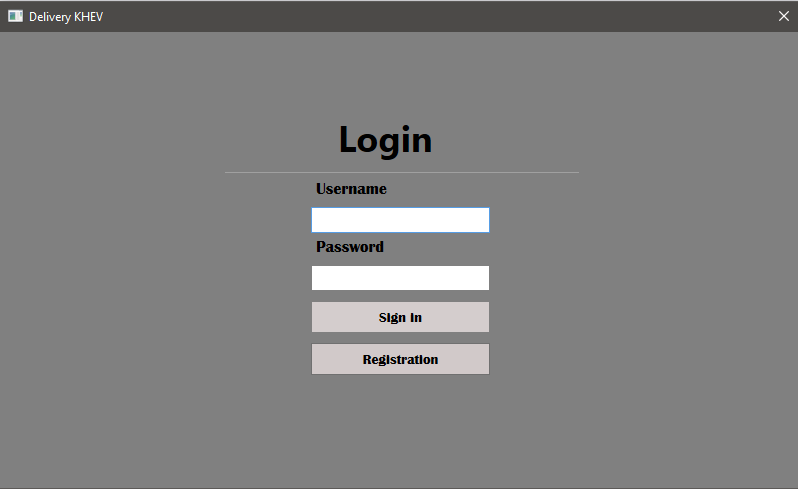 Delivery KHEV
Login
Username
Password
Sign in
Registration